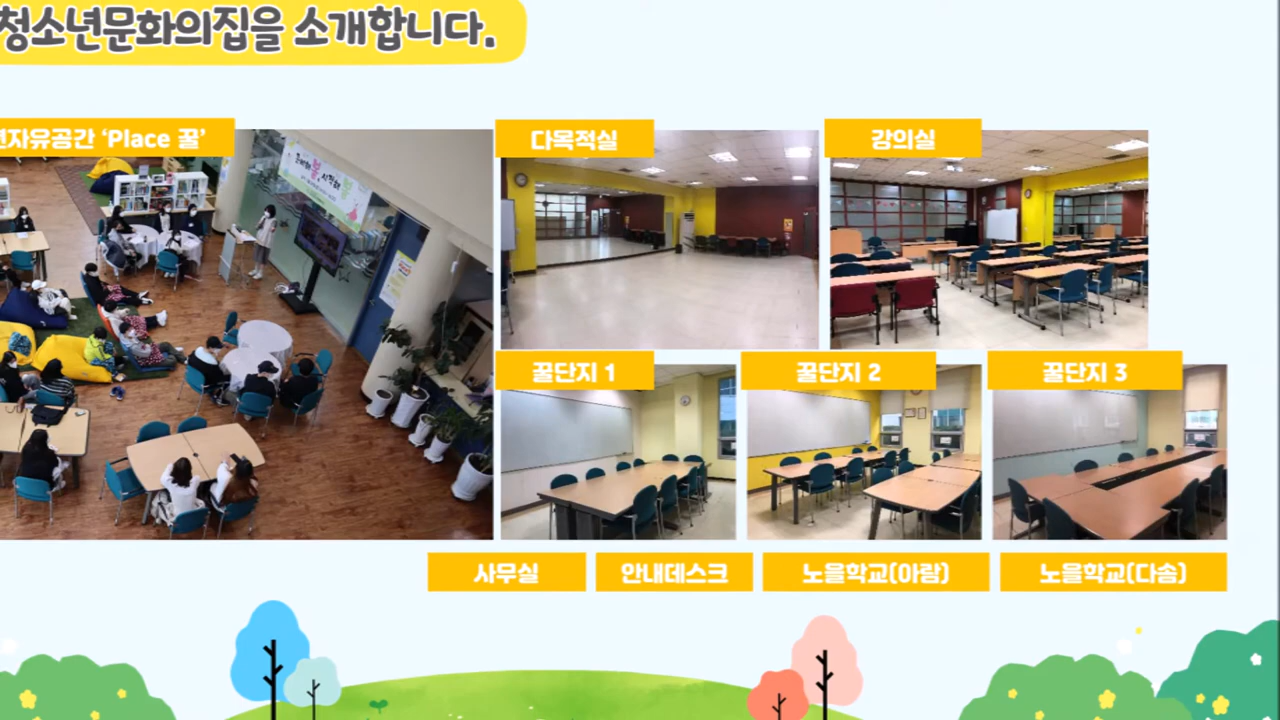 청소년문화의집을 소개합니다.
년자유공간 ‘Place 꿀’
다목적실
강의실
꿀단지 1
꿀단지 2
꿀단지 3
사무실
안내데스크
노을학교(아람)
노을학교(다솜)